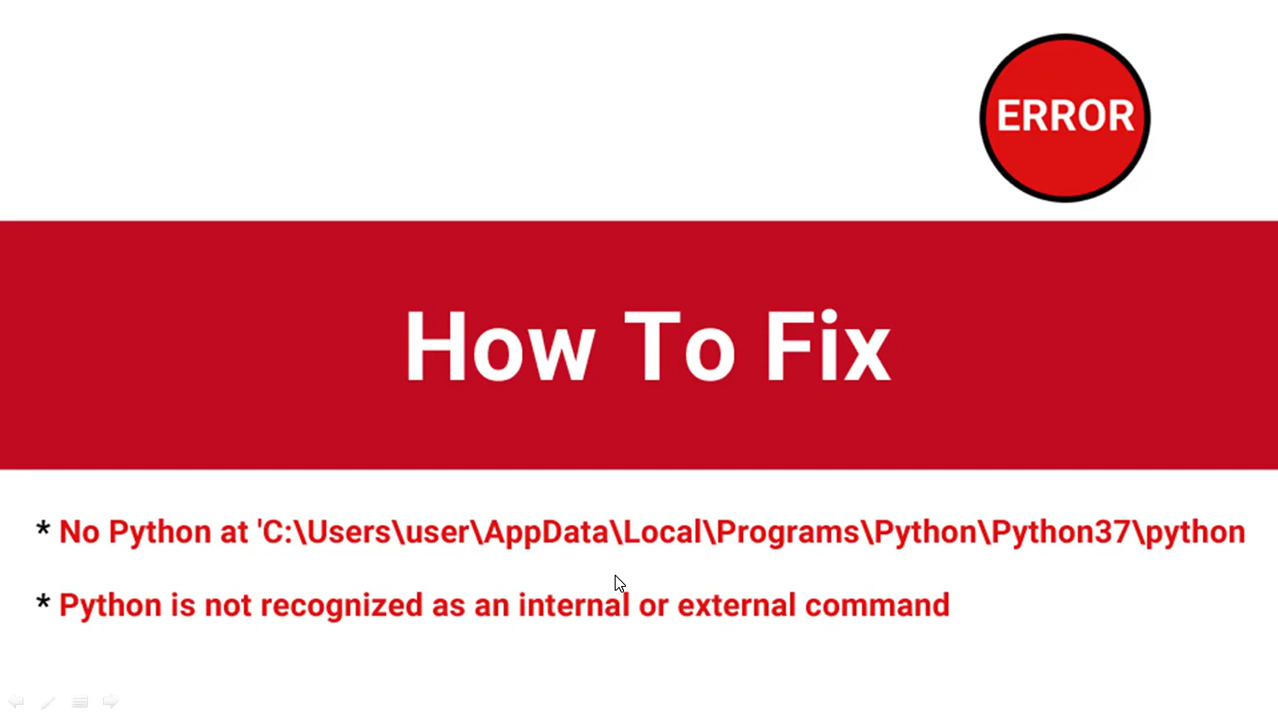 ERROR
How To Fix
* No Python at 'C:\Users\user\AppData\Local\Programs\Python\Python37\python
* Python is not recognized as an internal or external command